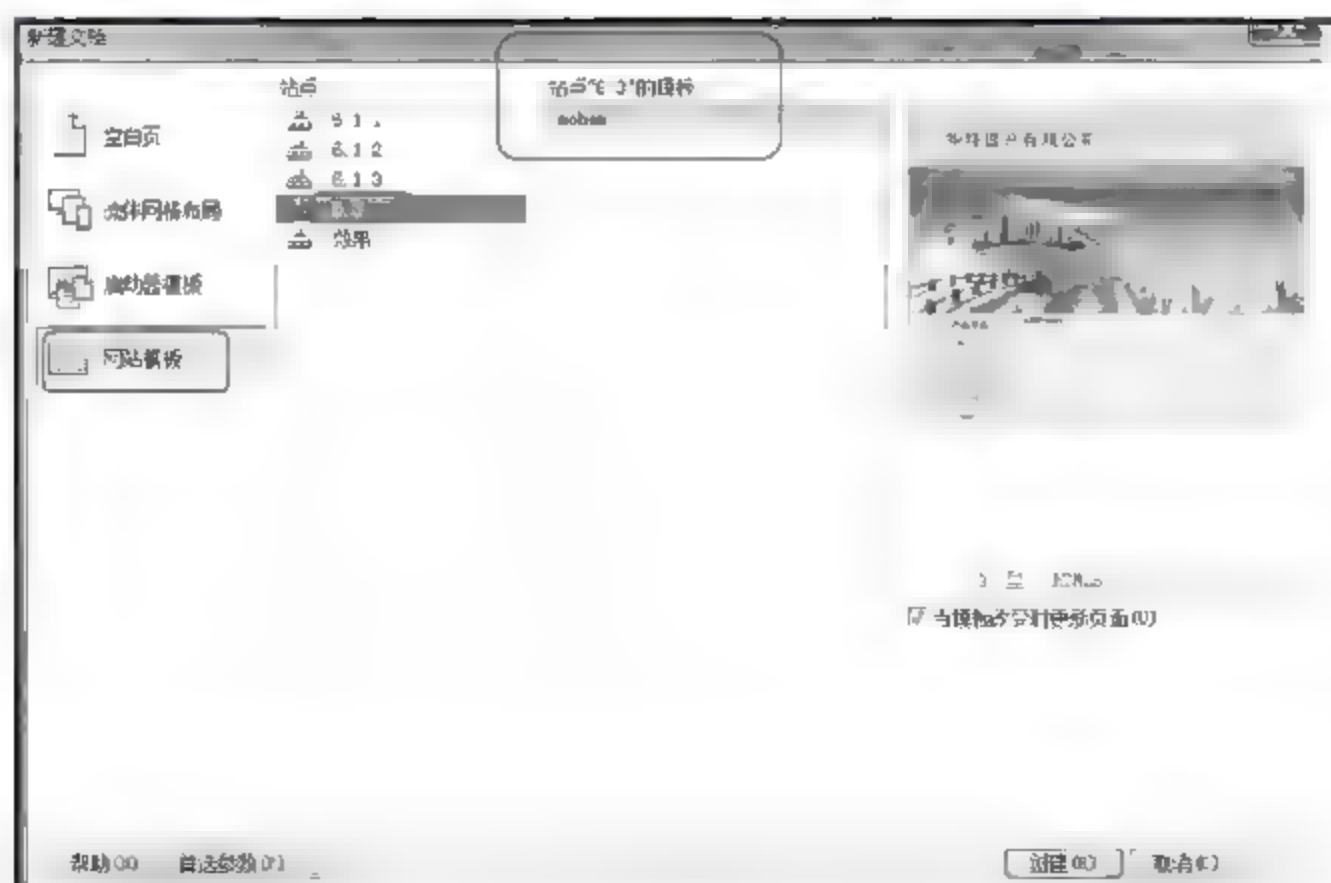 新建文档
站点
站点"6.3"的模板
moban
空白页
6.1.2
6.1.3
流体网格布局
效果
启动器模板
网站模板
当模板改变时更新页面(U)
帮助(H)
首选参数(P)
创建(R)
取消(C)